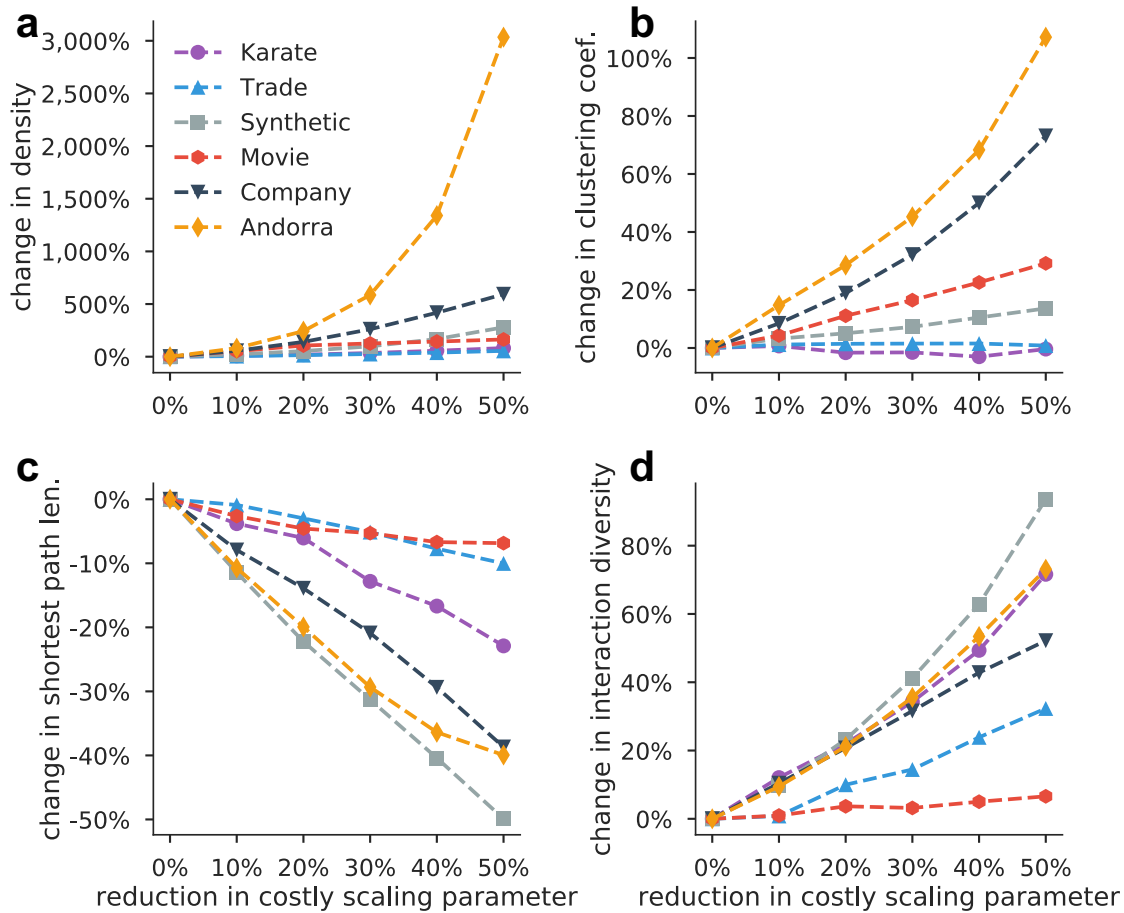 a
change in density
3,000%
2,500%
2,000%
1,500%
1,000%
500%
0%
Karate
Trade
Synthetic
Movie
Company
Andorra
0% 10% 20% 30% 40% 50%
b
change in clustering coef.
100%
80%
60%
40%
20%
0%
0% 10% 20% 30% 40% 50%
c
change in shortest path len.
0%
-10%
-20%
-30%
-40%
-50%
0% 10% 20% 30% 40% 50%
reduction in costly scaling parameter
d
change in interaction diversity
80%
60%
40%
20%
0%
0% 10% 20% 30% 40% 50%
reduction in costly scaling parameter